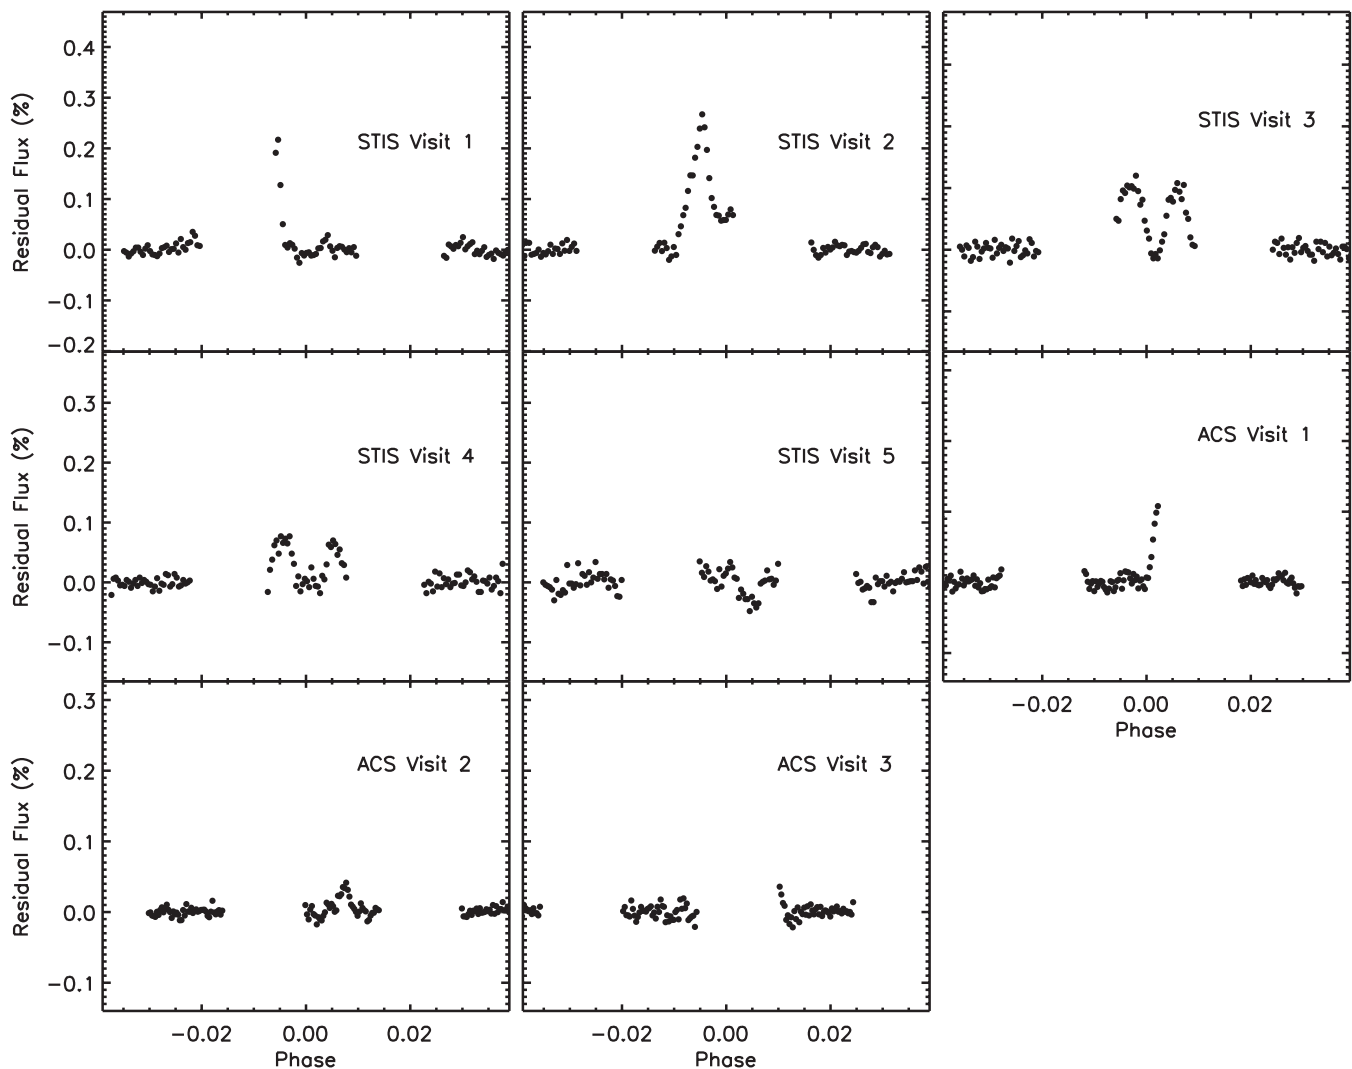 Residual Flux (%)
0.4
0.3
0.2
0.1
0.0
−0.1
−0.2
STIS Visit 1
STIS Visit 2
STIS Visit 3
Residual Flux (%)
0.3
0.2
0.1
0.0
−0.1
STIS Visit 4
STIS Visit 5
ACS Visit 1
−0.02 0.00 0.02
Phase
Residual Flux (%)
0.3
0.2
0.1
0.0
−0.1
ACS Visit 2
ACS Visit 3
−0.02 0.00 0.02
Phase
−0.02 0.00 0.02
Phase